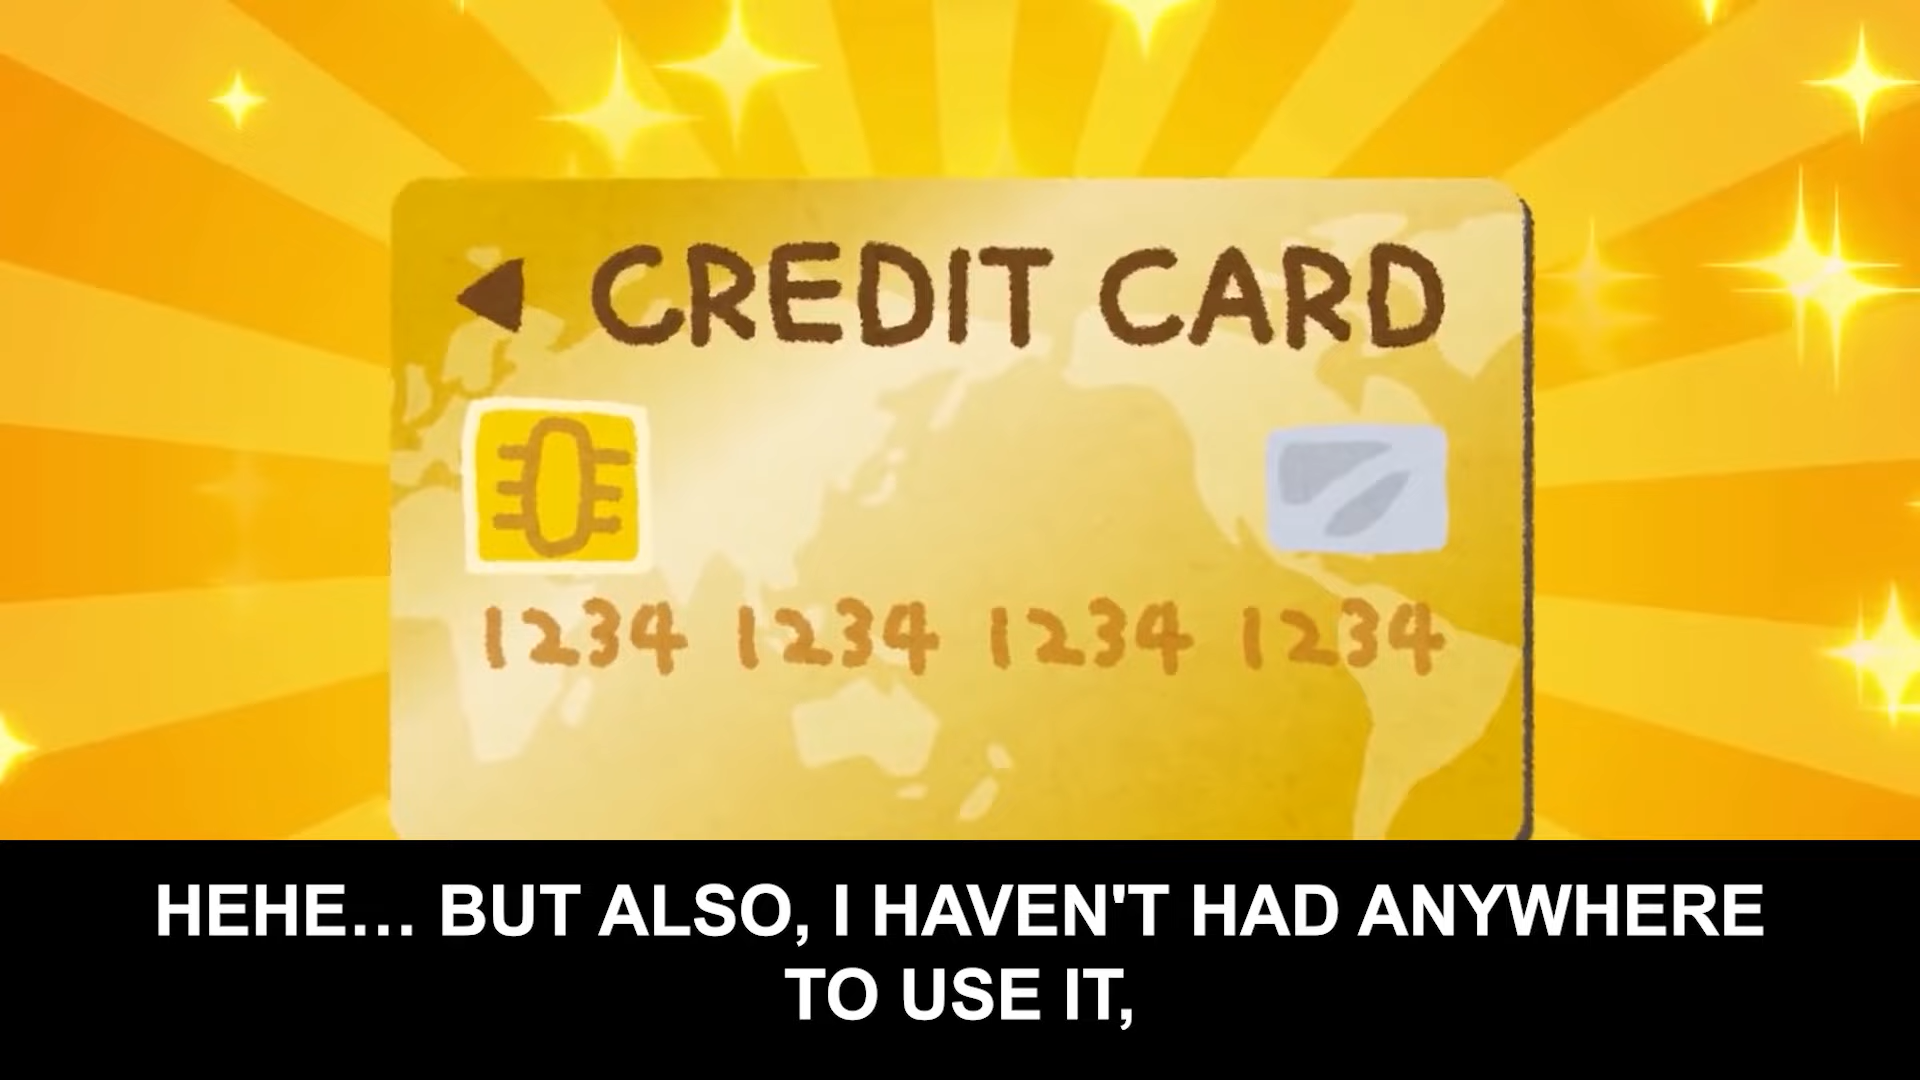 CREDIT CARD
1234 1234 1234 1234
HEHE... BUT ALSO, I HAVEN'T HAD ANYWHERE
TO USE IT,